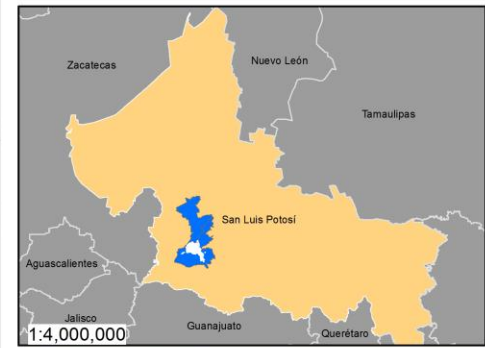 Nuevo León
Zacatecas
Tamaulipas
San Luis Potosí
Aguascalientes
Jalisco
Guanajuato
Querétaro
1:4,000,000